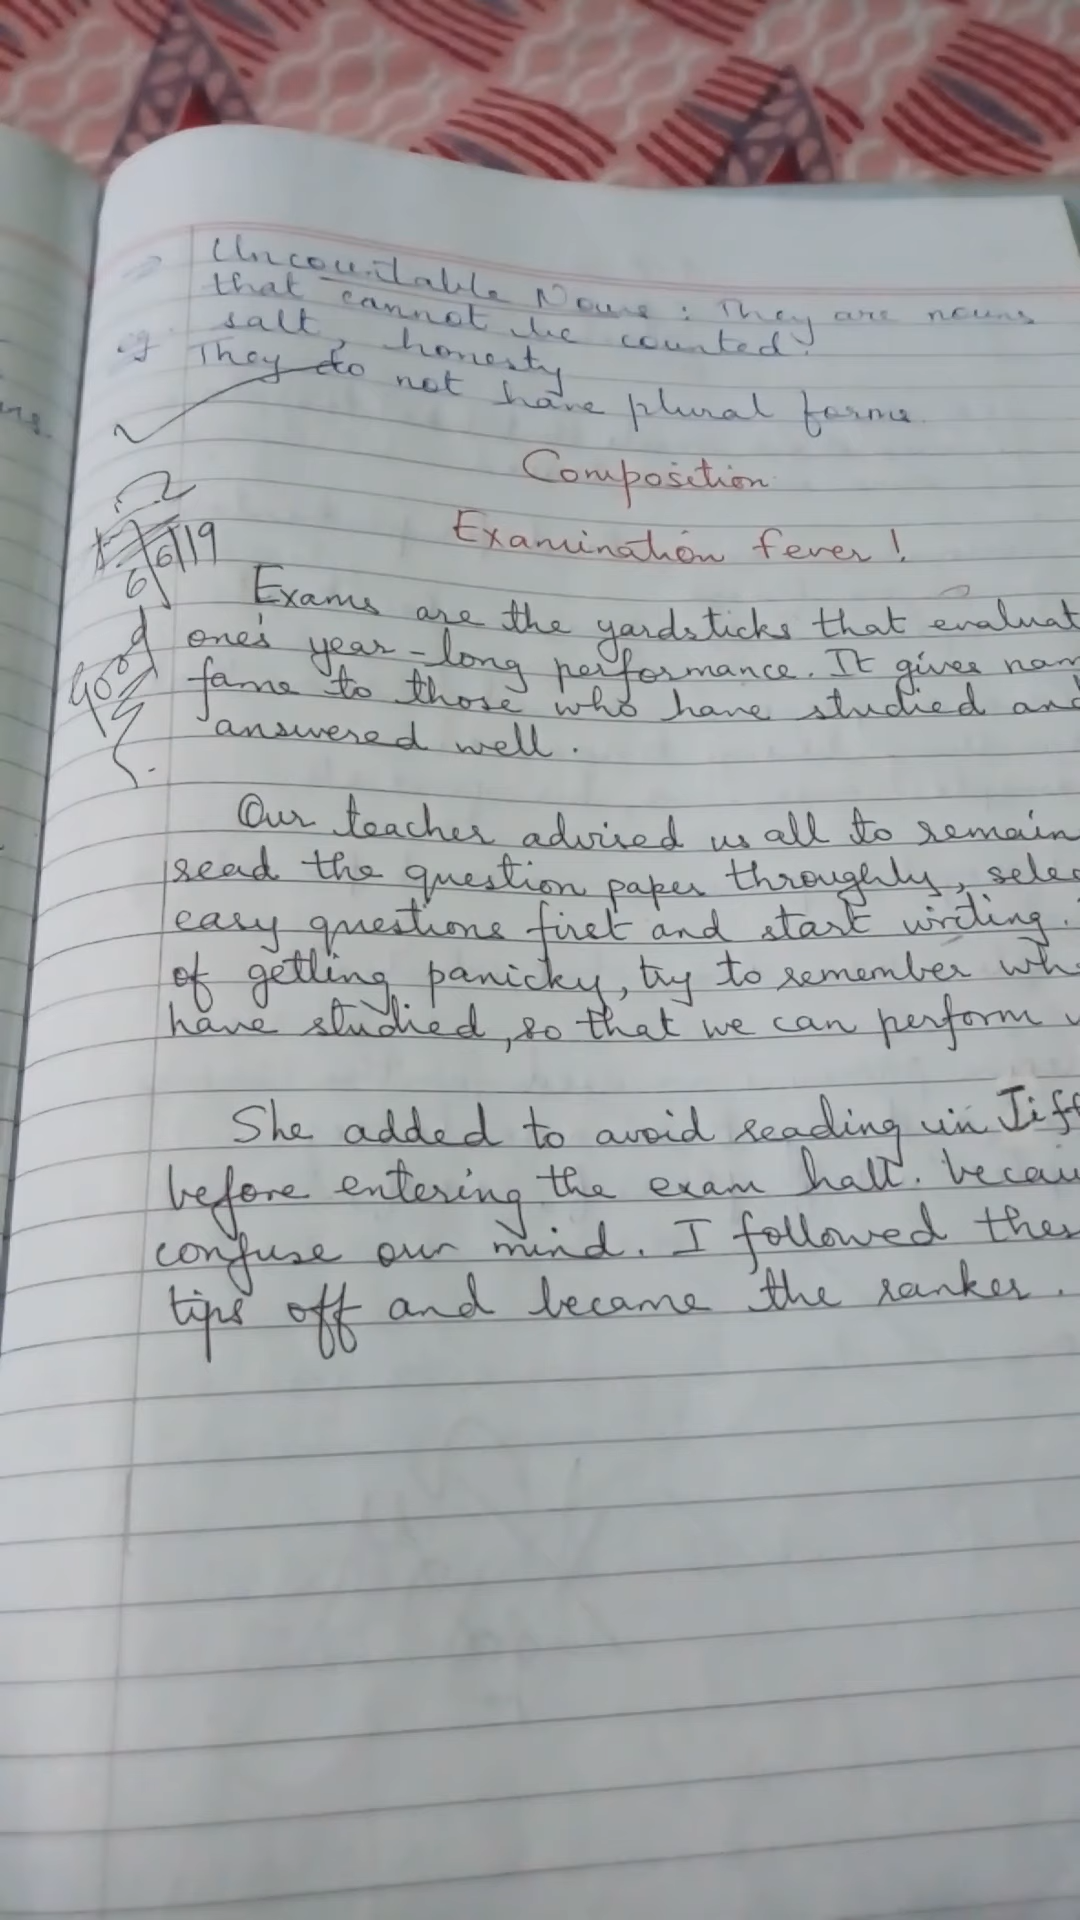 Uncountable Nouns : They are nouns
that cannot be counted.
eg. salt, honesty
They do not have plural forms.
Composition
Examination fever!
6/6/19
Good
Exams are the yardsticks that evaluat
one's year-long performance. It gives nam
fame to those who have studied and
answered well.
Our teacher advised us all to remain
read the question paper throughly, selec
easy questions first and start writing.
of getting panicky, try to remember wh
have studied, so that we can perform
She added to avoid reading in Jiff
before entering the exam hall. becau
confuse our mind. I followed thes
tips off and became the ranker.